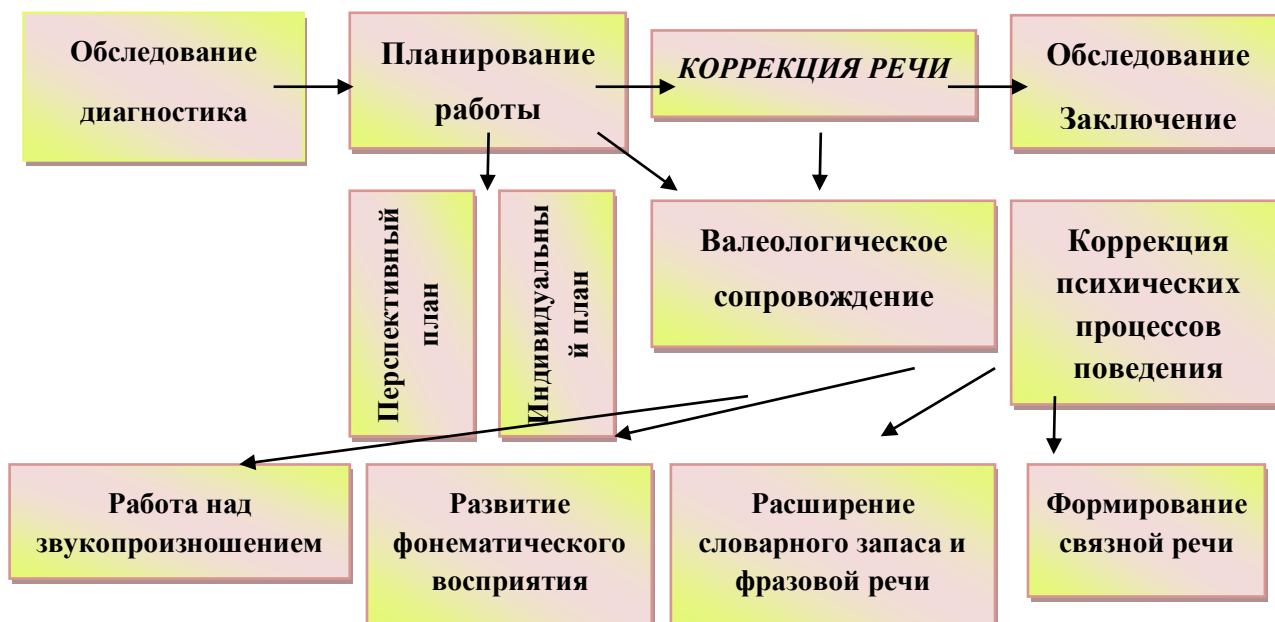 Обследование
диагностика
Планирование
работы
КОРРЕКЦИЯ РЕЧИ
Обследование
Заключение
Перспективный
план
Индивидуальны
й план
Валеологическое
сопровождение
Коррекция
психических
процессов
поведения
Работа над
звукопроизношением
Развитие
фонематического
восприятия
Расширение
словарного запаса и
фразовой речи
Формирование
связной речи